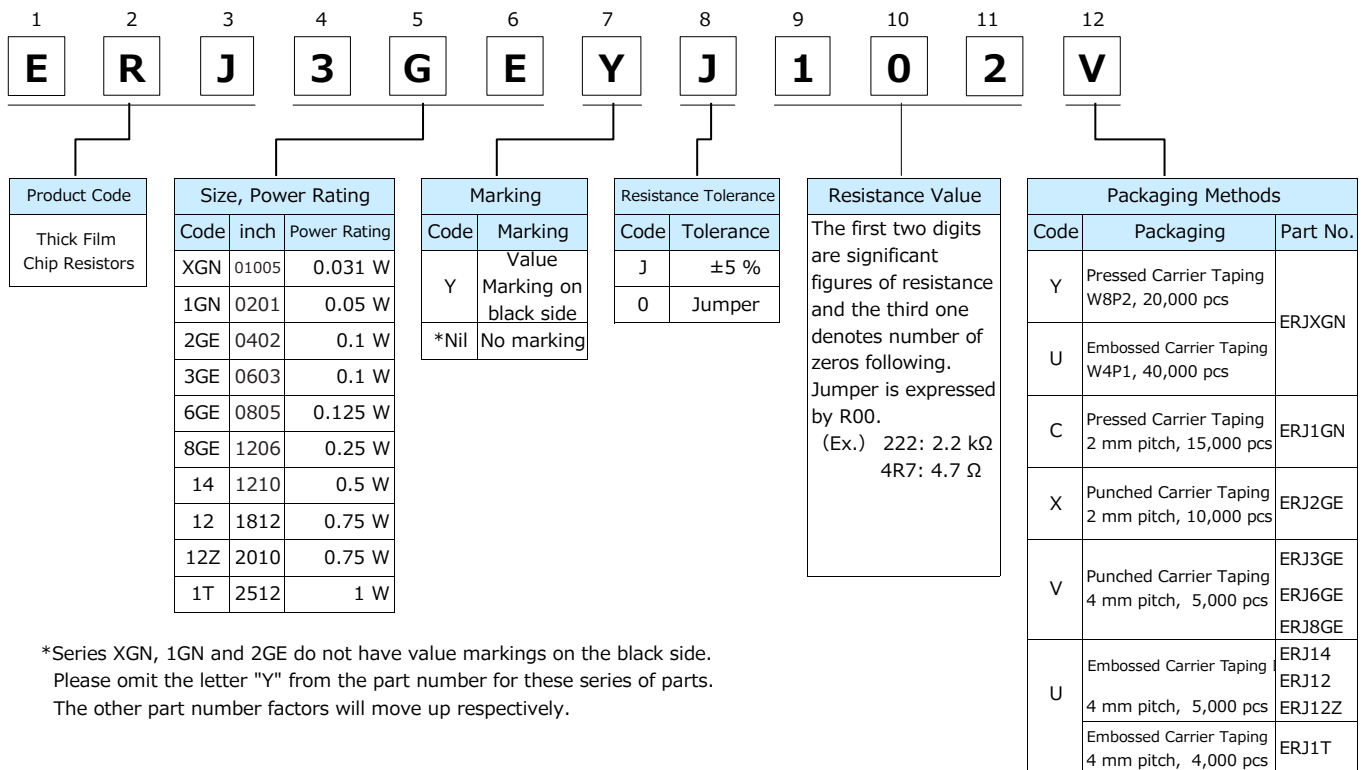 1 2 3 4 5 6 7 8 9 10 11 12
E R J 3 G E Y J 1 0 2 V
Product Code
Thick Film
Chip Resistors
Size, Power Rating
Code inch Power Rating
XGN 01005 0.031 W
1GN 0201 0.05 W
2GE 0402 0.1 W
3GE 0603 0.1 W
6GE 0805 0.125 W
8GE 1206 0.25 W
14 1210 0.5 W
12 1812 0.75 W
12Z 2010 0.75 W
1T 2512 1 W
Marking
Code Marking
Y Value
Marking on
black side
*Nil No marking
Resistance Tolerance
Code Tolerance
J ±5 %
0 Jumper
Resistance Value
The first two digits
are significant
figures of resistance
and the third one
denotes number of
zeros following.
Jumper is expressed
by R00.
(Ex.) 222: 2.2 kΩ
4R7: 4.7 Ω
Packaging Methods
Code Packaging Part No.
Y Pressed Carrier Taping
W8P2, 20,000 pcs
ERJXGN
U Embossed Carrier Taping
W4P1, 40,000 pcs
C Pressed Carrier Taping
2 mm pitch, 15,000 pcs ERJ1GN
X Punched Carrier Taping
2 mm pitch, 10,000 pcs ERJ2GE
V Punched Carrier Taping
4 mm pitch, 5,000 pcs
ERJ3GE
ERJ6GE
ERJ8GE
U Embossed Carrier Taping
4 mm pitch, 5,000 pcs
ERJ14
ERJ12
ERJ12Z
Embossed Carrier Taping
4 mm pitch, 4,000 pcs ERJ1T
*Series XGN, 1GN and 2GE do not have value markings on the black side.
Please omit the letter "Y" from the part number for these series of parts.
The other part number factors will move up respectively.